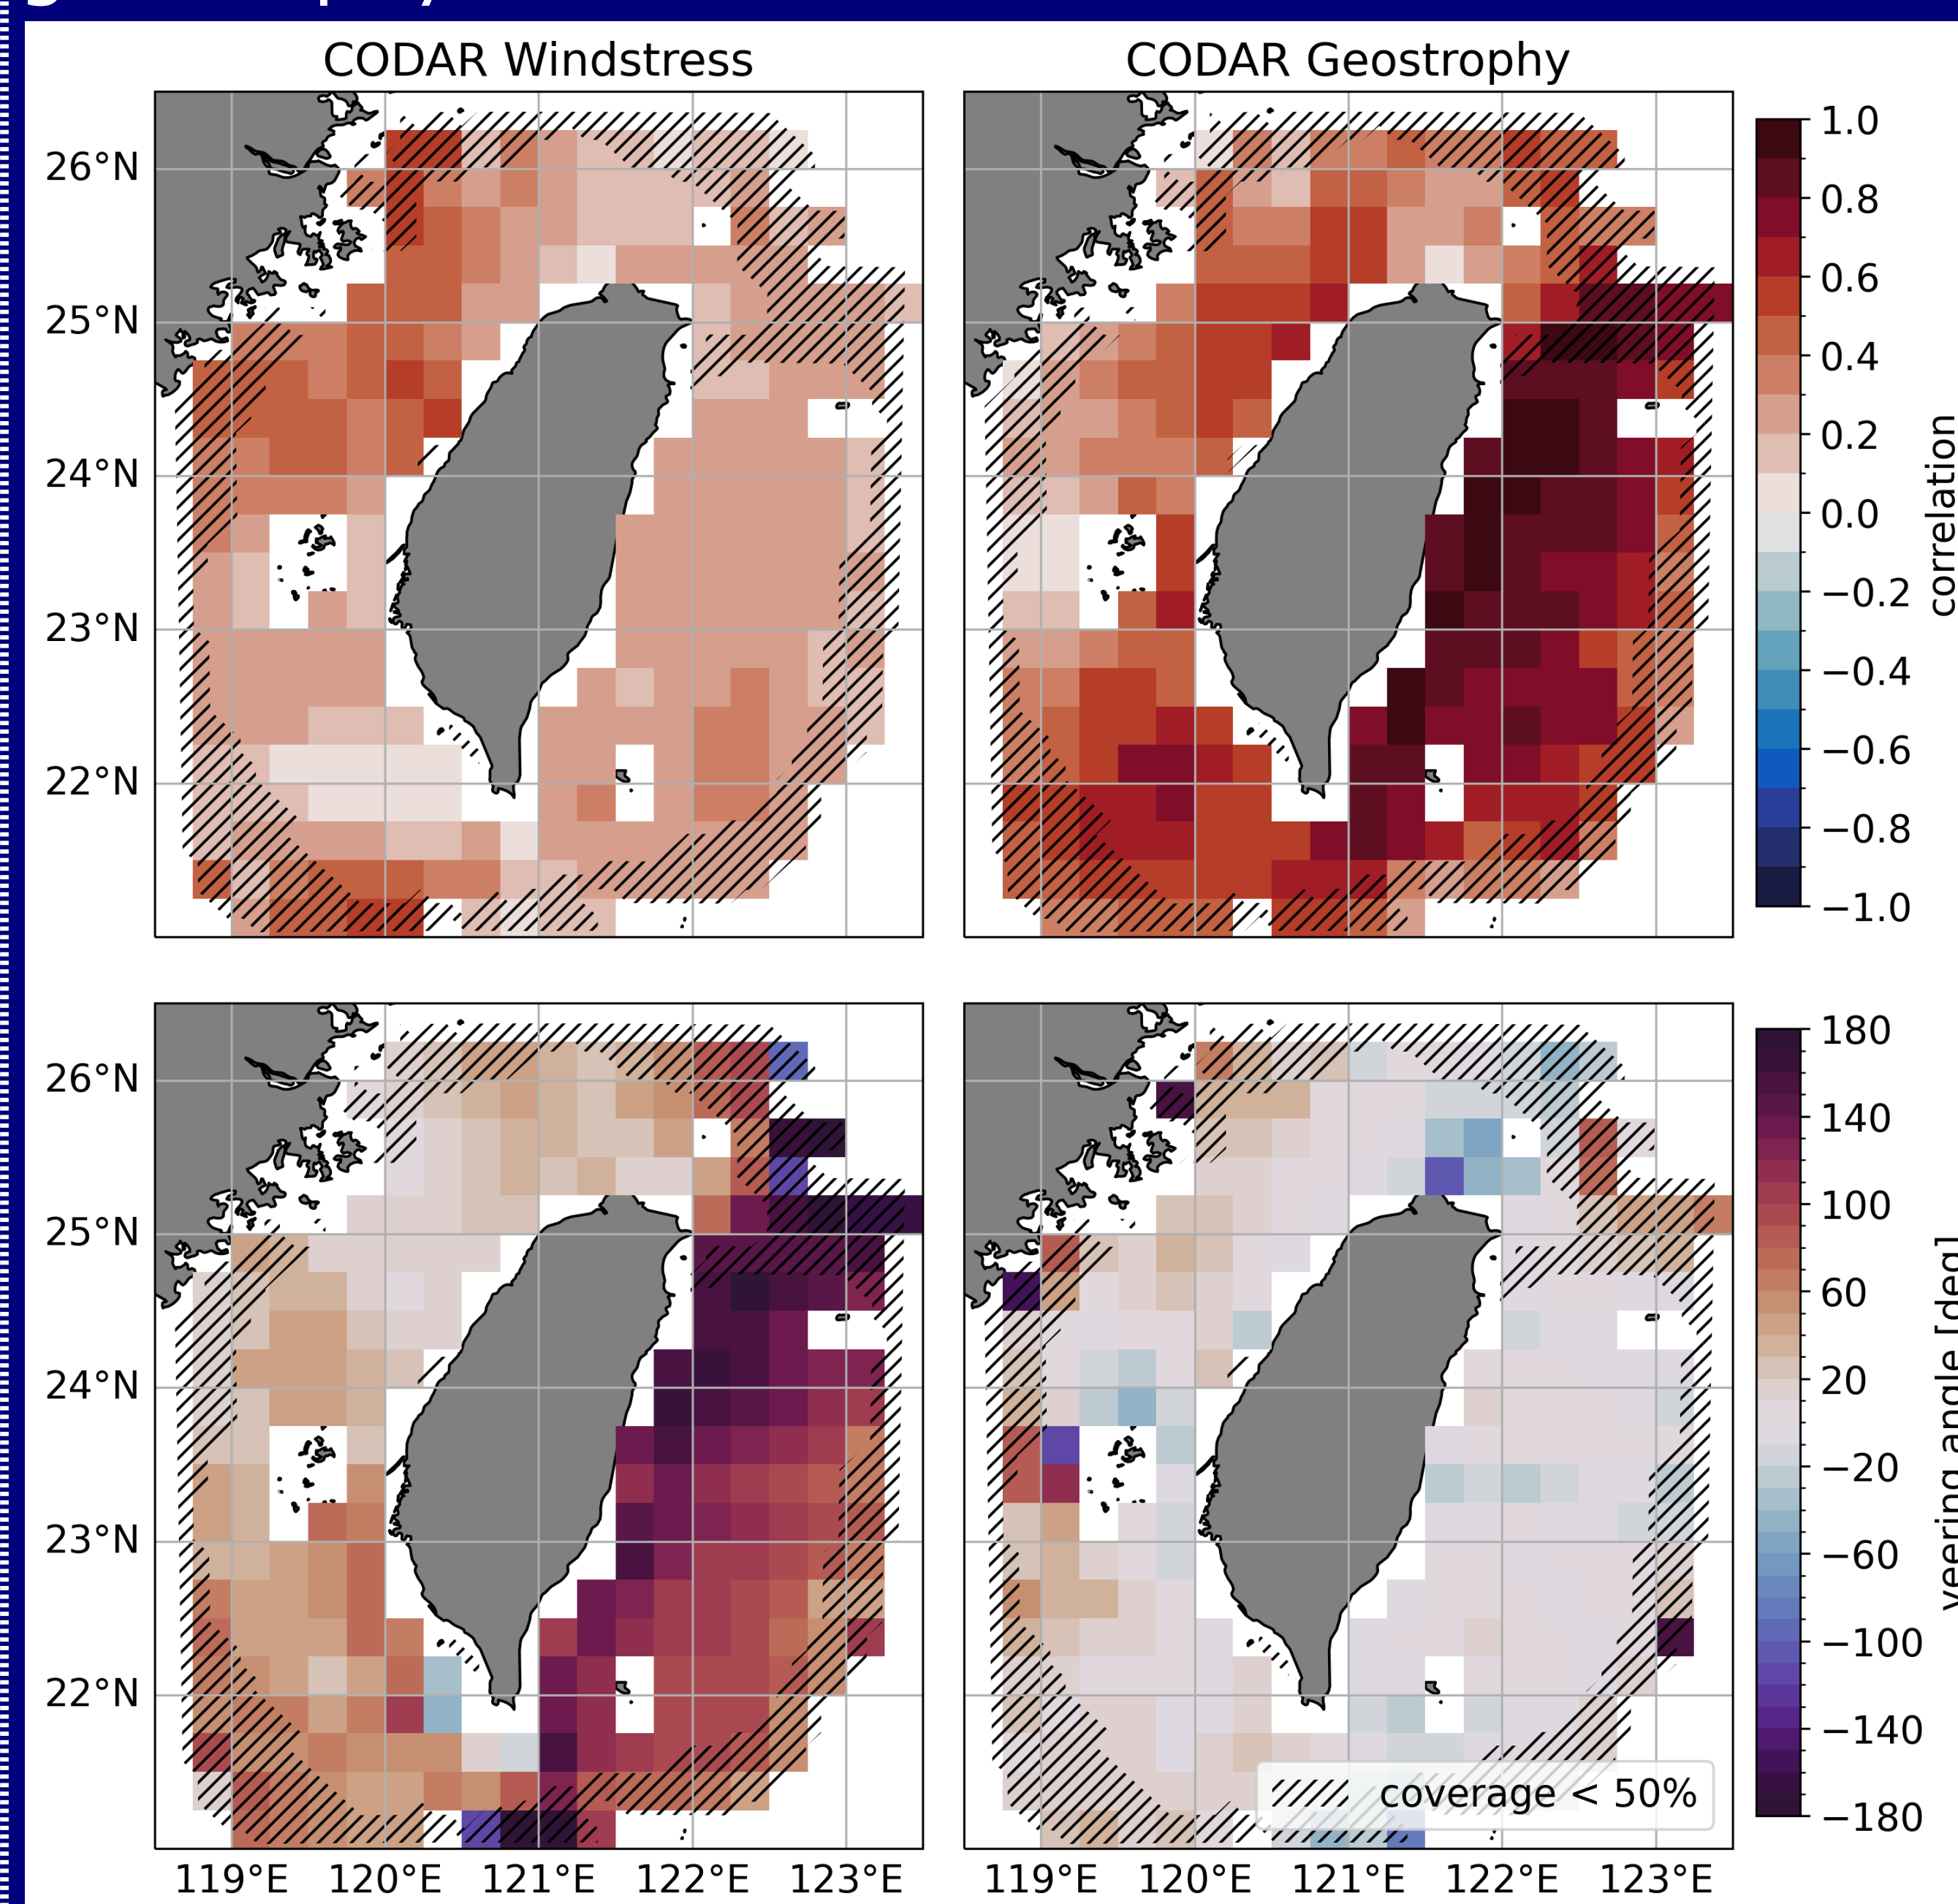 CODAR Windstress
CODAR Geostrophy
26°N
25°N
24°N
23°N
22°N
1.0
0.8
0.6
0.4
0.2
0.0
−0.2
−0.4
−0.6
−0.8
−1.0
correlation
26°N
25°N
24°N
23°N
22°N
119°E
120°E
121°E
122°E
123°E
coverage < 50%
119°E
120°E
121°E
122°E
123°E
180
140
100
60
20
−20
−60
−100
−140
−180
veering angle [deg]